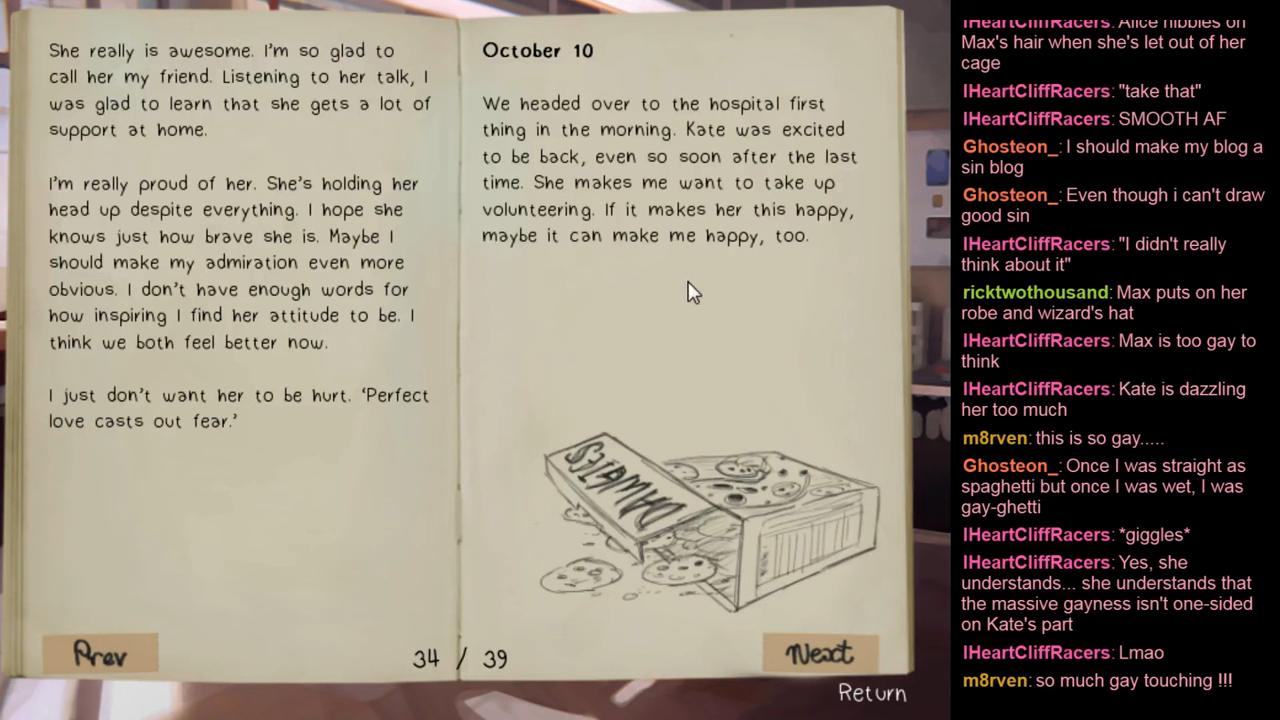 She really is awesome. I'm so glad to
call her my friend. Listening to her talk, I
was glad to learn that she gets a lot of
support at home.
I'm really proud of her. She's holding her
head up despite everything. I hope she
knows just how brave she is. Maybe I
should make my admiration even more
obvious. I don't have enough words for
how inspiring I find her attitude to be. I
think we both feel better now.
I just don't want her to be hurt. 'Perfect
love casts out fear.'
Prev
October 10
We headed over to the hospital first
thing in the morning. Kate was excited
to be back, even so soon after the last
time. She makes me want to take up
volunteering. If it makes her this happy,
maybe it can make me happy, too.
34 / 39
Next
Return
IHeartCliffRacers: Alice nibbles on
Max's hair when she's let out of her
cage
IHeartCliffRacers: "take that"
IHeartCliffRacers: SMOOTH AF
Ghosteon_: I should make my blog a
sin blog
Ghosteon_: Even though i can't draw
good sin
IHeartCliffRacers: "I didn't really
think about it"
ricktwothousand: Max puts on her
robe and wizard's hat
IHeartCliffRacers: Max is too gay to
think
IHeartCliffRacers: Kate is dazzling
her too much
m8rven: this is so gay.....
Ghosteon_: Once I was straight as
spaghetti but once I was wet, I was
gay-ghetti
IHeartCliffRacers: *giggles*
IHeartCliffRacers: Yes, she
understands... she understands that
the massive gayness isn't one-sided
on Kate's part
IHeartCliffRacers: Lmao
m8rven: so much gay touching !!!